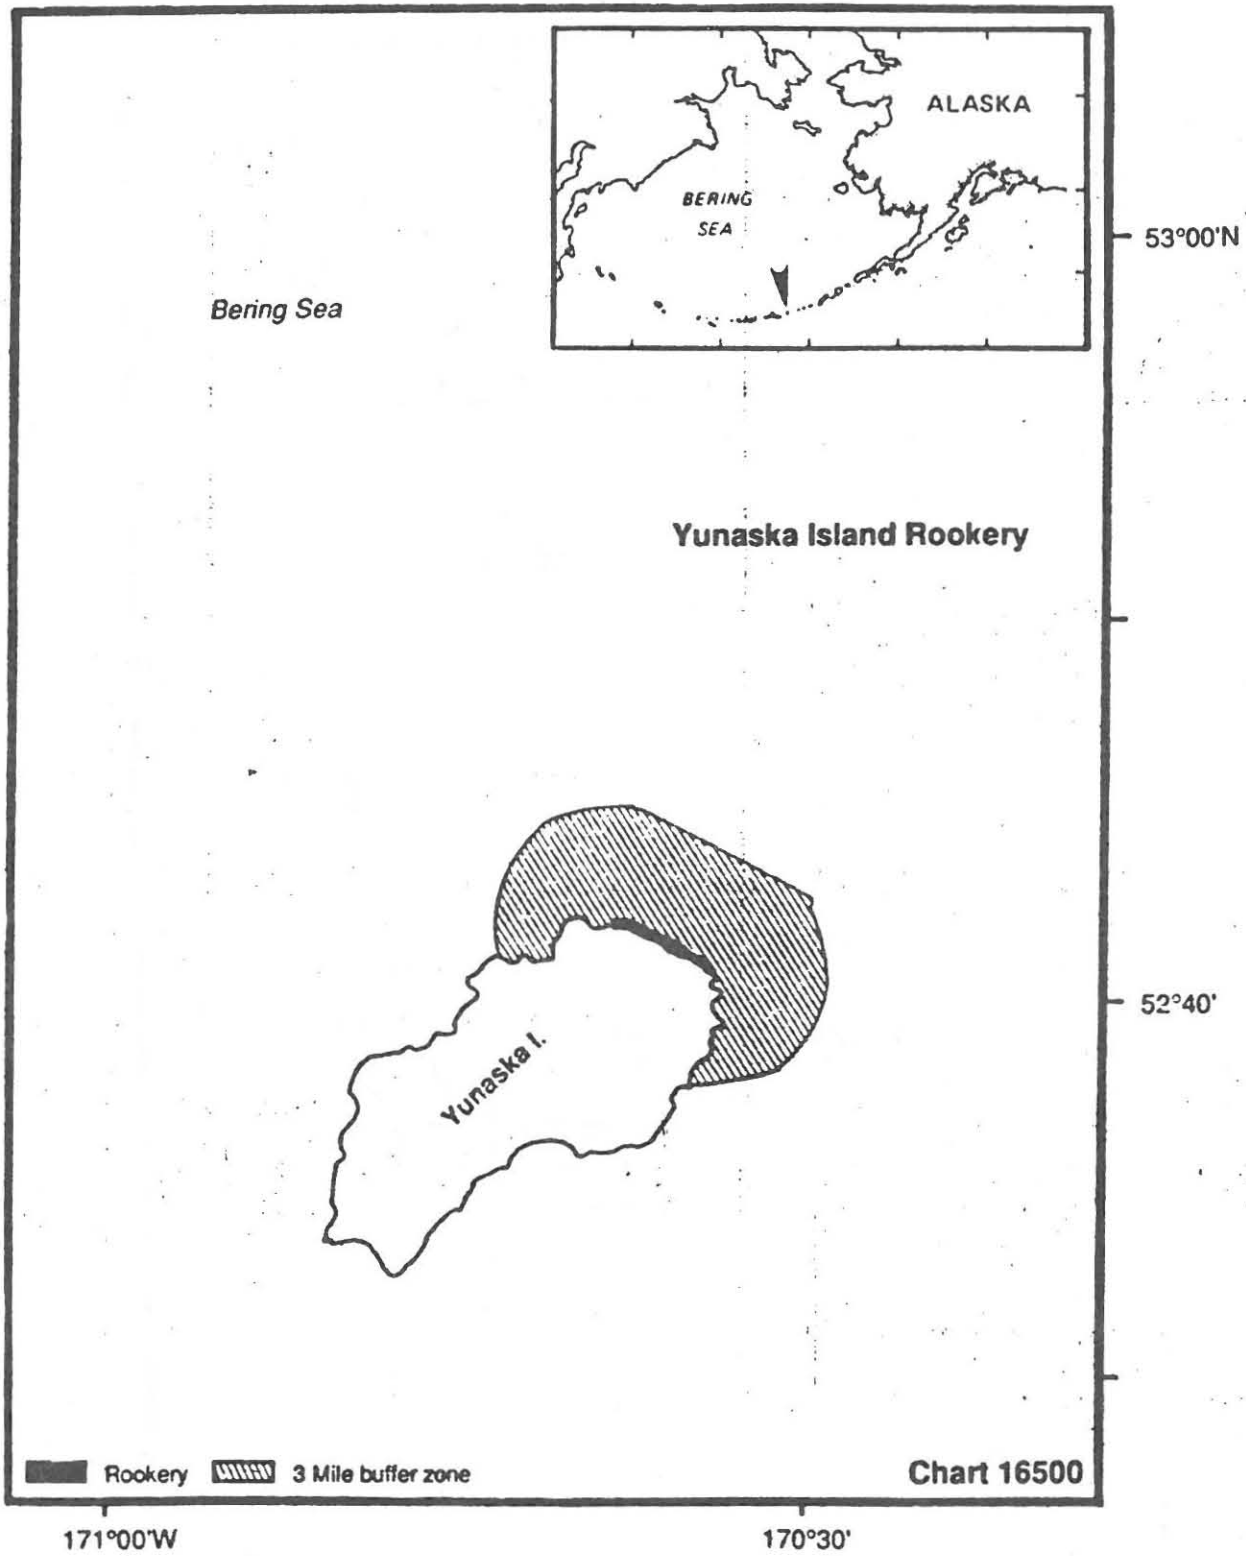 ALASKA
BERING
SEA
53°00'N
Bering Sea
Yunaska Island Rookery
52°40'
Yunaska I.
Rookery
3 Mile buffer zone
Chart 16500
171°00'W
170°30'